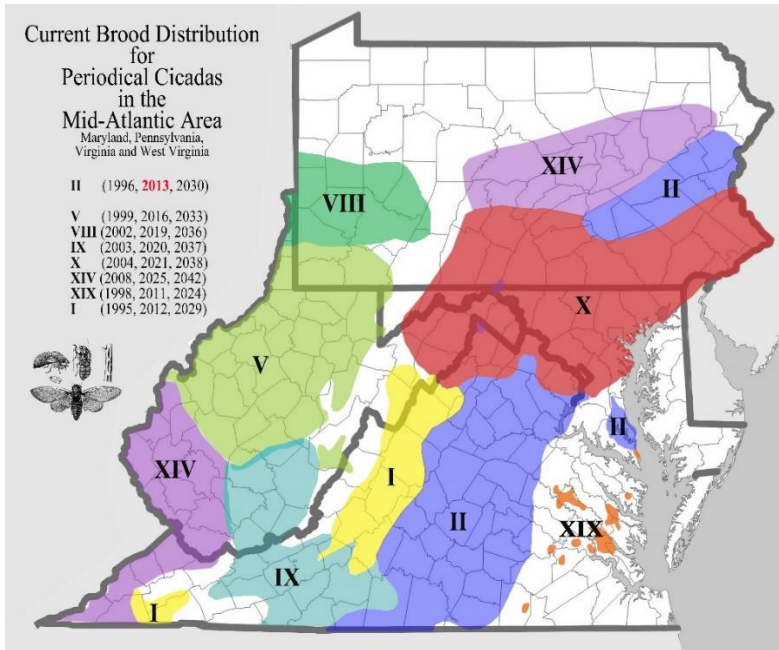 Current Brood Distribution
for
Periodical Cicadas
in the
Mid-Atlantic Area
Maryland, Pennsylvania,
Virginia and West Virginia
II (1996, 2013, 2030)
V (1999, 2016, 2033)
VIII (2002, 2019, 2036)
IX (2003, 2020, 2037)
X (2004, 2021, 2038)
XIV (2008, 2025, 2042)
XIX (1998, 2011, 2024)
I (1995, 2012, 2029)
XIV
II
VIII
X
V
II
XIV
I
II
XIX
IX
I